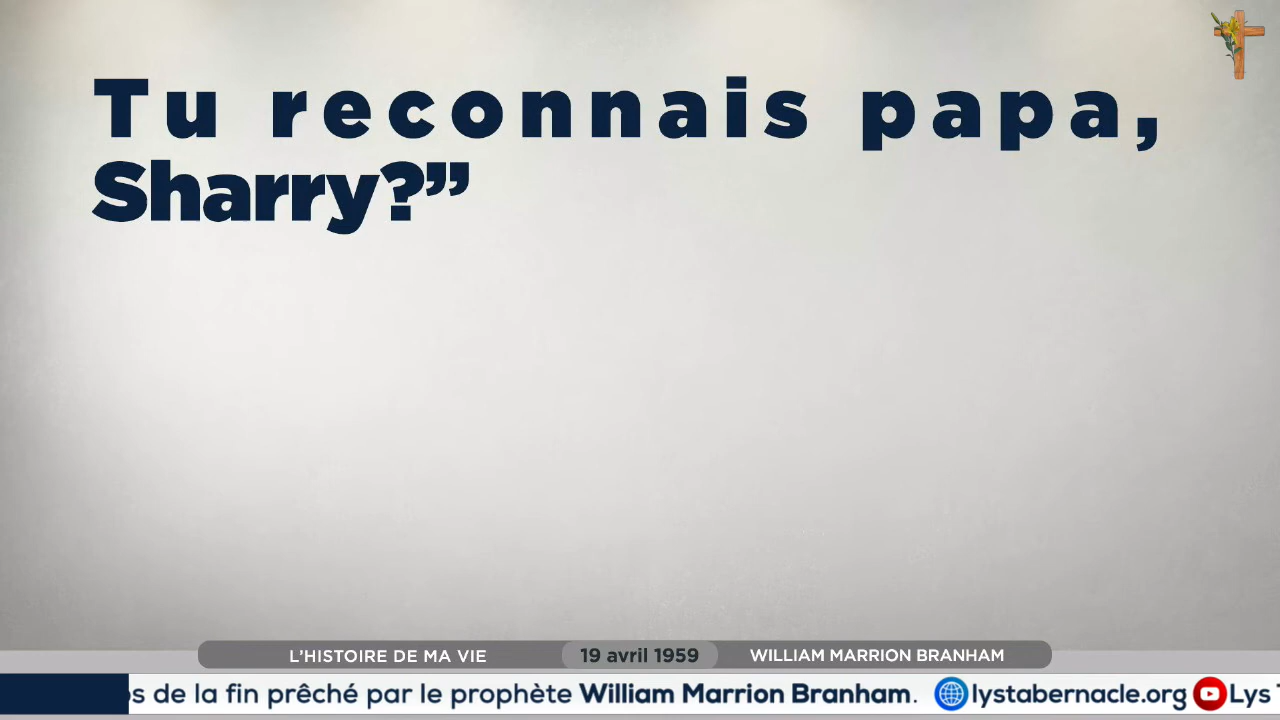 Tu reconnais papa,
Sharry?”
L’HISTOIRE DE MA VIE 19 avril 1959 WILLIAM MARRION BRANHAM
de la fin prêché par le prophète William Marrion Branham. lystabernacle.org Lys